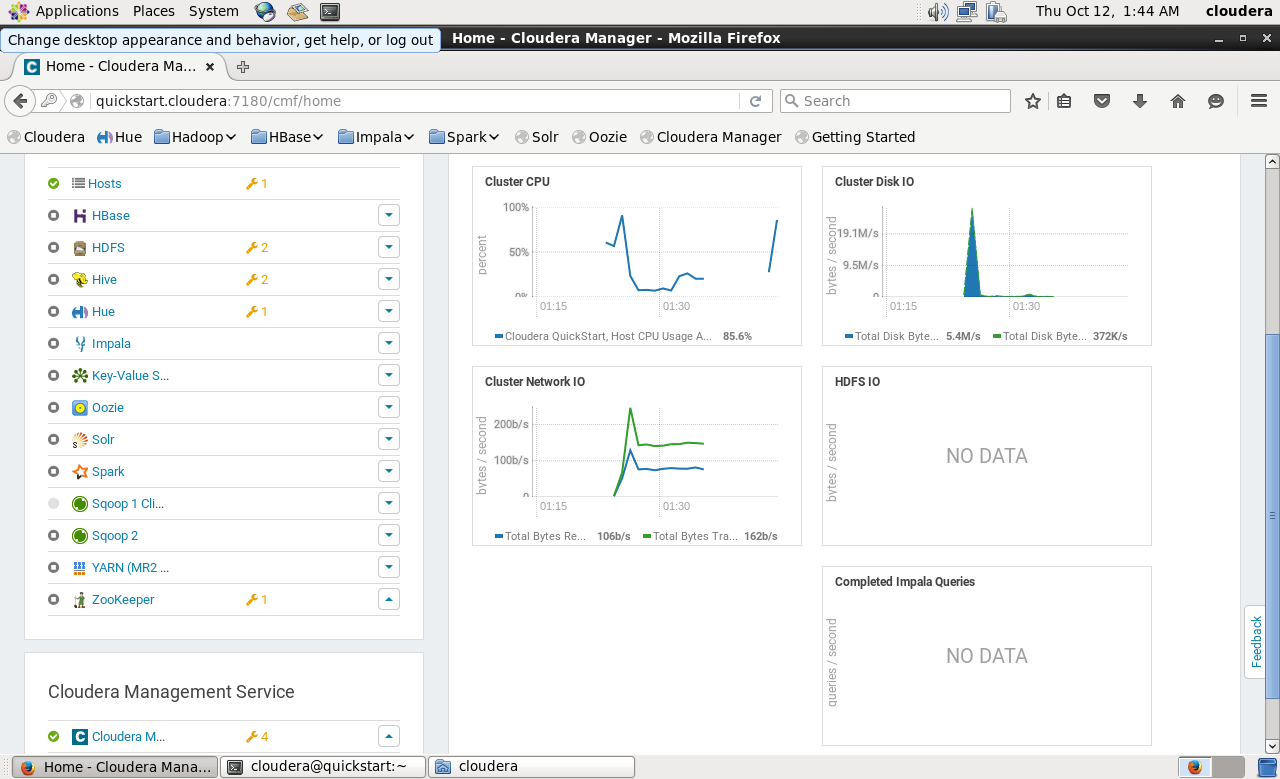 Applications Places System
Thu Oct 12, 1:44 AM cloudera
Change desktop appearance and behavior, get help, or log out
Home - Cloudera Manager - Mozilla Firefox
Home - Cloudera Ma...
quickstart.cloudera:7180/cmf/home
Search
Cloudera Hue Hadoop HBase Impala Spark Solr Oozie Cloudera Manager Getting Started
Hosts 1
HBase
HDFS 2
Hive 2
Hue 1
Impala
Key-Value S...
Oozie
Solr
Spark
Sqoop 1 Cli...
Sqoop 2
YARN (MR2 ...
ZooKeeper 1
Cloudera Management Service
Cloudera M... 4
Cluster CPU
percent
100%
50%
0%
01:15 01:30
Cloudera QuickStart, Host CPU Usage A... 85.6%
Cluster Disk IO
bytes / second
19.1M/s
9.5M/s
0
01:15 01:30
Total Disk Byte... 5.4M/s Total Disk Byte... 372K/s
Cluster Network IO
bytes / second
200b/s
100b/s
0
01:15 01:30
Total Bytes Re... 106b/s Total Bytes Tra... 162b/s
HDFS IO
bytes / second
NO DATA
Completed Impala Queries
queries / second
NO DATA
Feedback
Home - Cloudera Mana...
cloudera@quickstart:~
cloudera